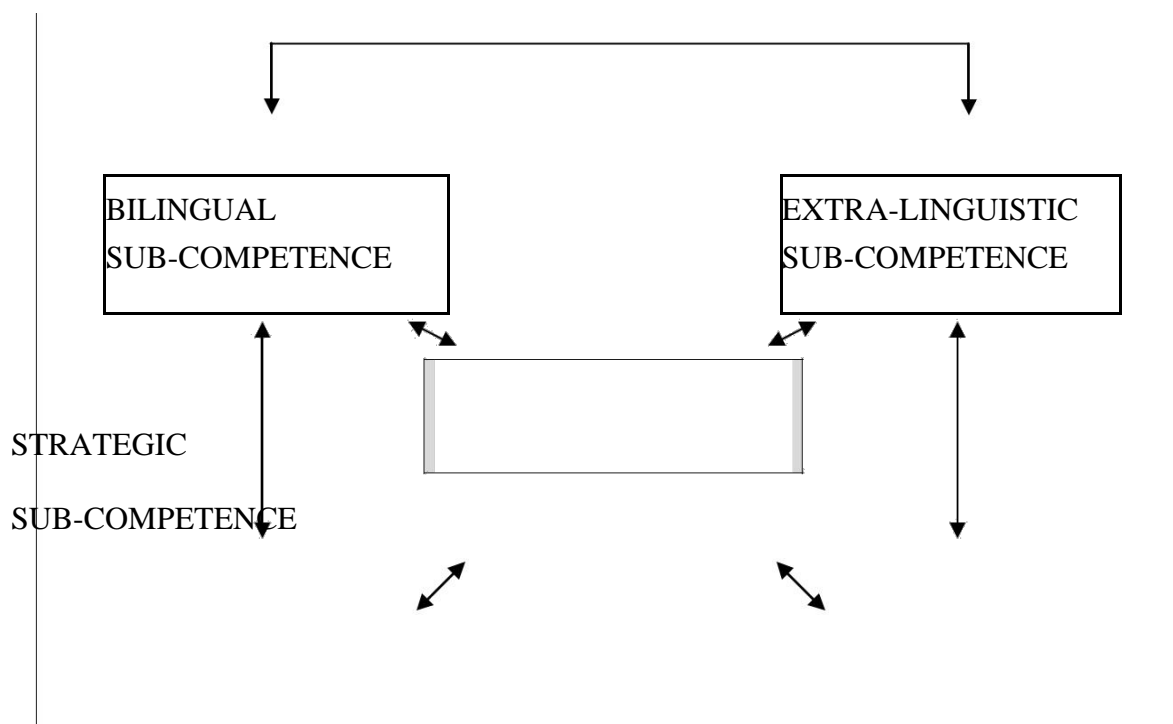 BILINGUAL
SUB-COMPETENCE
EXTRA-LINGUISTIC
SUB-COMPETENCE
STRATEGIC
SUB-COMPETENCE